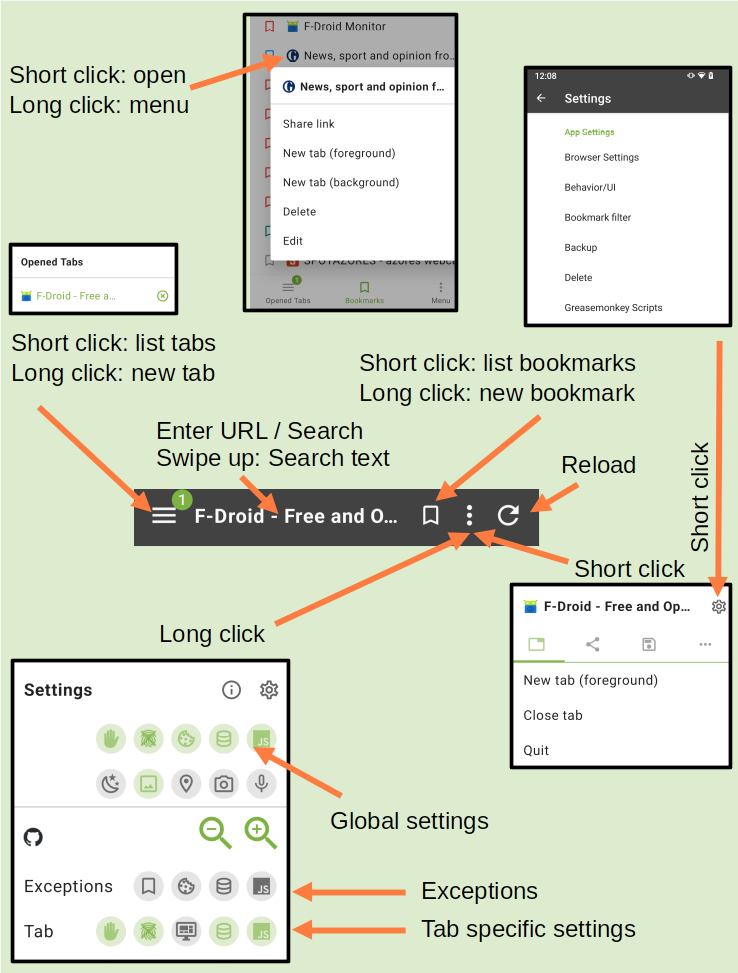 F-Droid Monitor
News, sport and opinion fro...
Short click: open
Long click: menu
News, sport and opinion f...
Share link
New tab (foreground)
New tab (background)
Delete
Edit
SPOTAZORES - azores webca
1
Opened Tabs
Bookmarks
Menu
12:08
Settings
App Settings
Browser Settings
Behavior/UI
Bookmark filter
Backup
Delete
Greasemonkey Scripts
Opened Tabs
F-Droid - Free a...
Short click: list tabs
Long click: new tab
Short click: list bookmarks
Long click: new bookmark
Enter URL / Search
Swipe up: Search text
Reload
Short click
1
F-Droid - Free and O...
Short click
Long click
F-Droid - Free and Op...
New tab (foreground)
Close tab
Quit
Settings
JS
Global settings
Exceptions
JS
Exceptions
Tab
JS
Tab specific settings